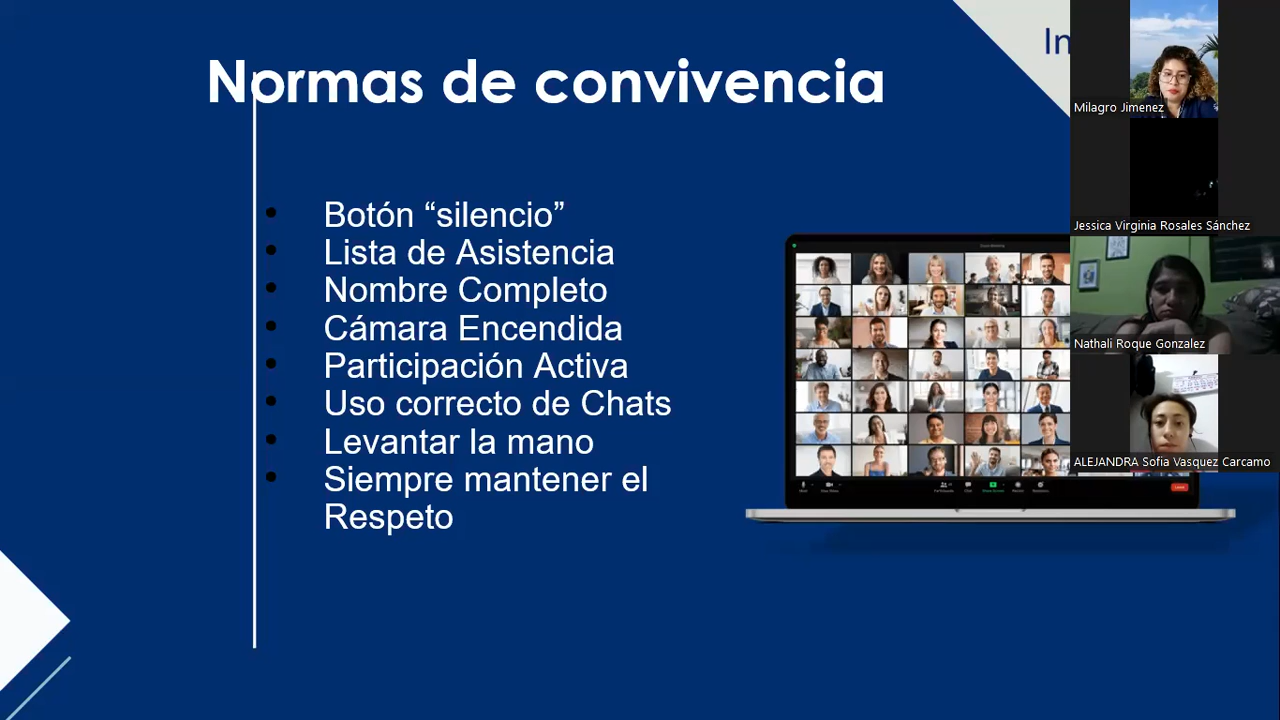 Normas de convivencia
In
Botón “silencio”
Lista de Asistencia
Nombre Completo
Cámara Encendida
Participación Activa
Uso correcto de Chats
Levantar la mano
Siempre mantener el
Respeto
Milagro Jimenez
Jessica Virginia Rosales Sánchez
Nathali Roque Gonzalez
ALEJANDRA Sofia Vasquez Carcamo